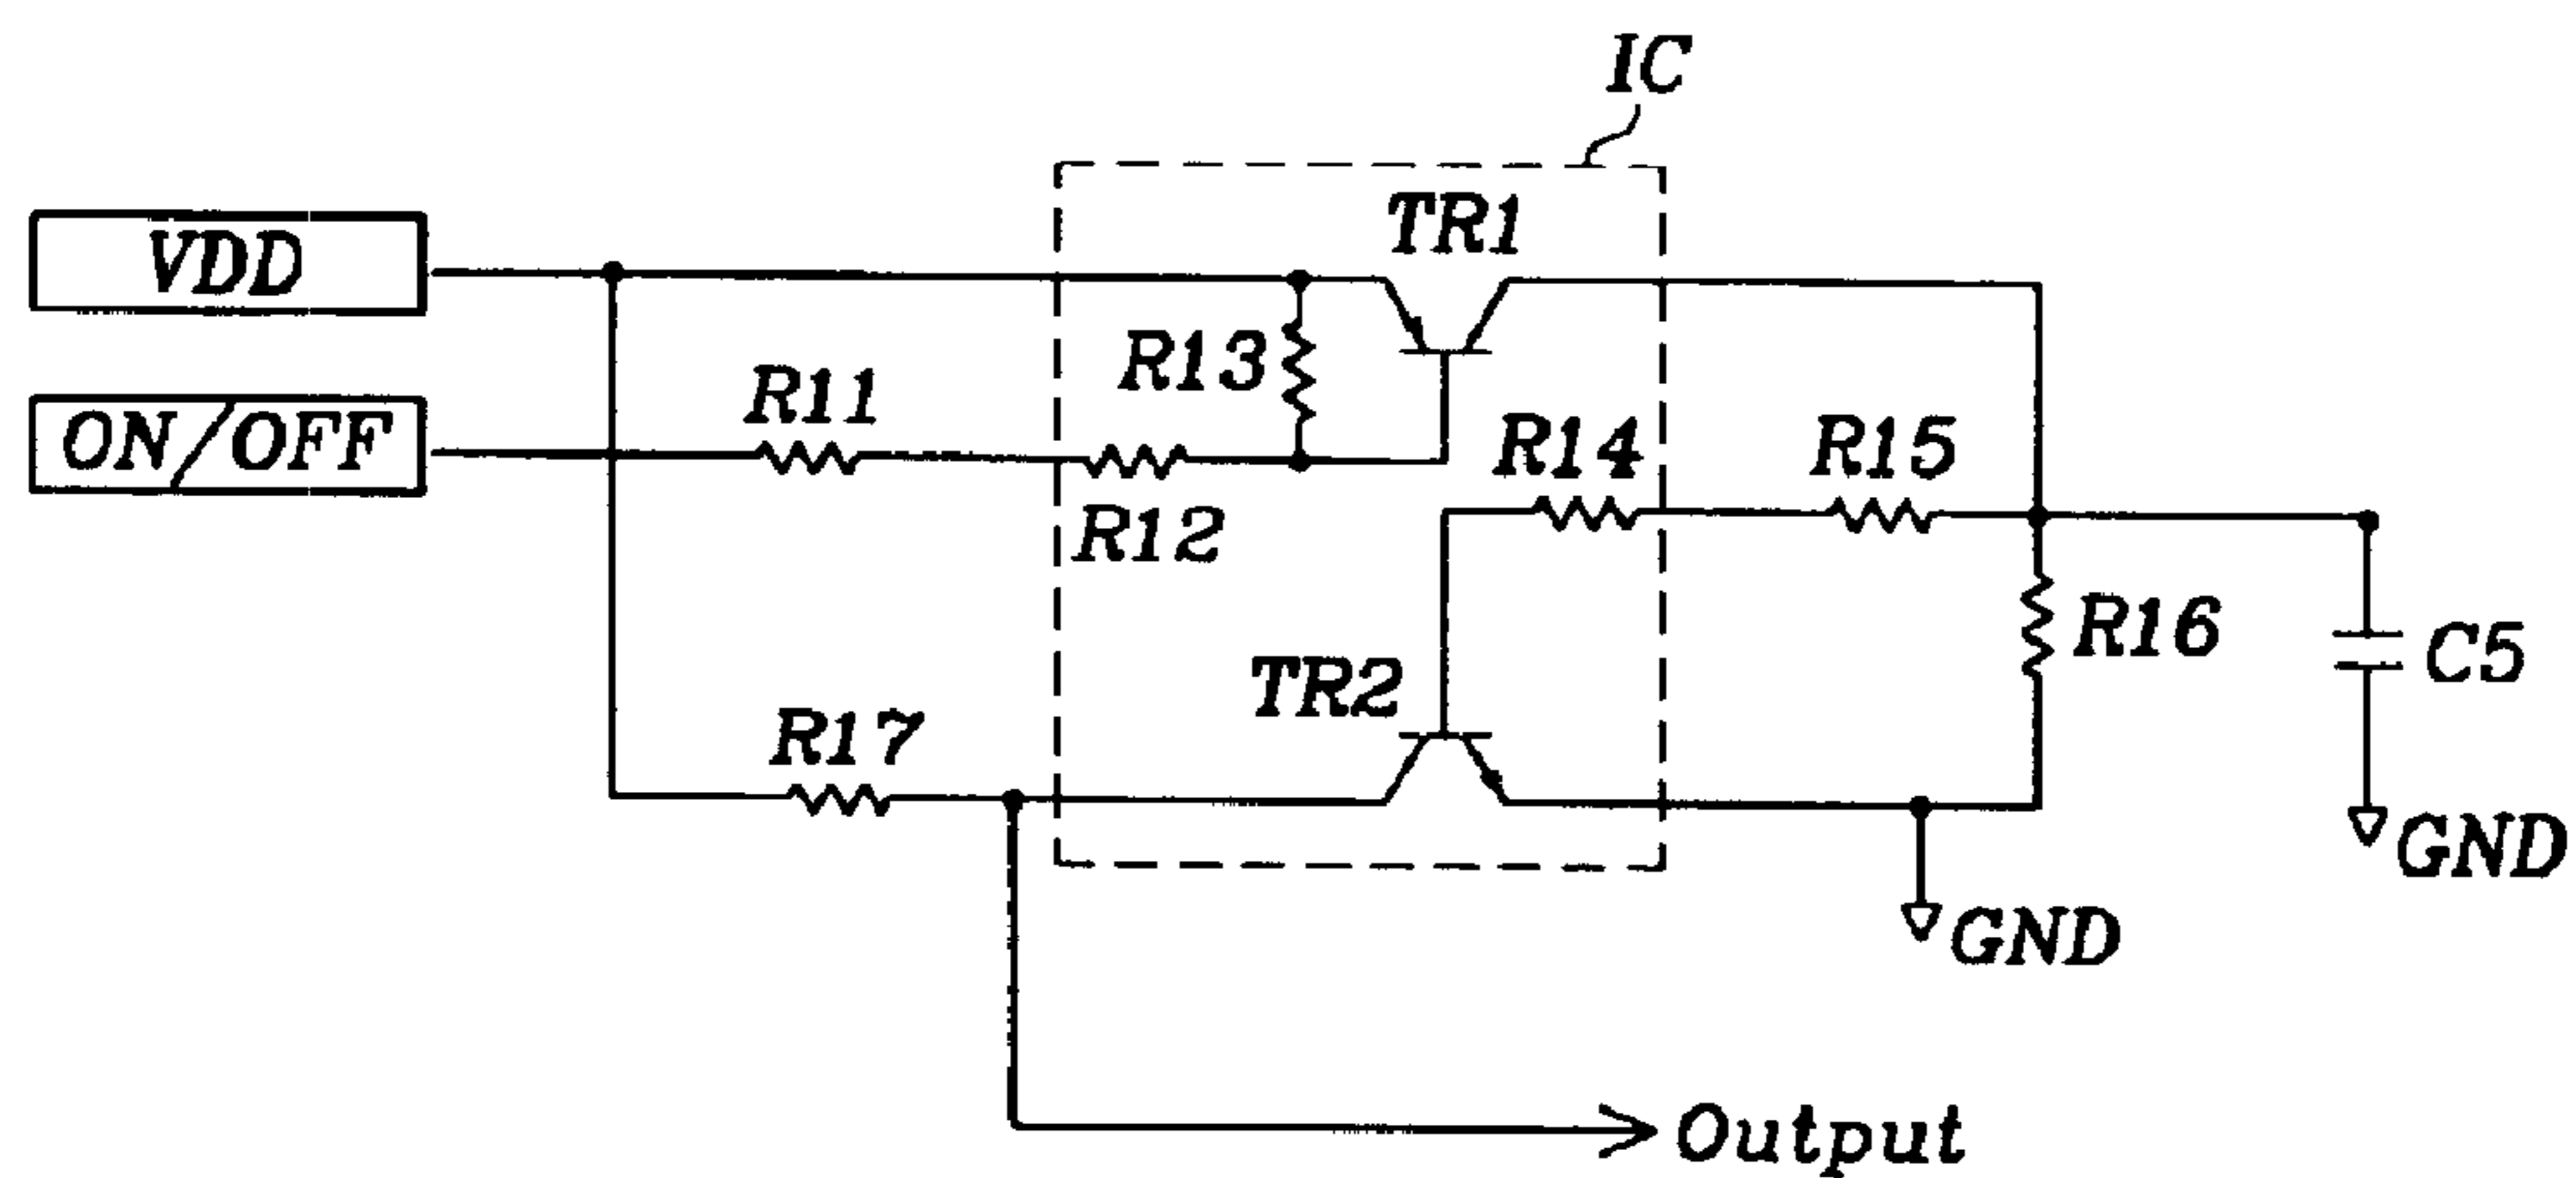 IC
TR1
VDD
R13
R11
ON/OFF
R14
R15
R12
R16
C5
TR2
R17
GND
GND
Output